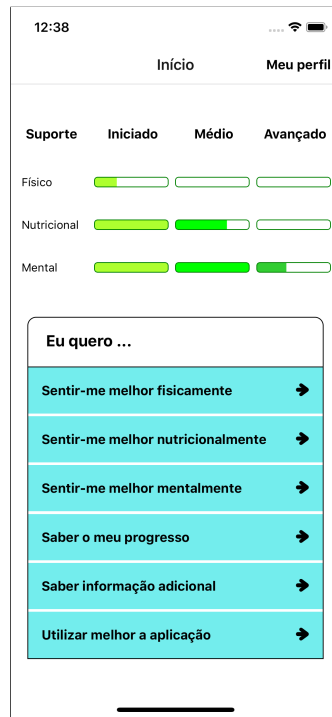 12:38
Início
Meu perfil
Suporte Iniciado Médio Avançado
Físico
Nutricional
Mental
Eu quero ...
Sentir-me melhor fisicamente
Sentir-me melhor nutricionalmente
Sentir-me melhor mentalmente
Saber o meu progresso
Saber informação adicional
Utilizar melhor a aplicação